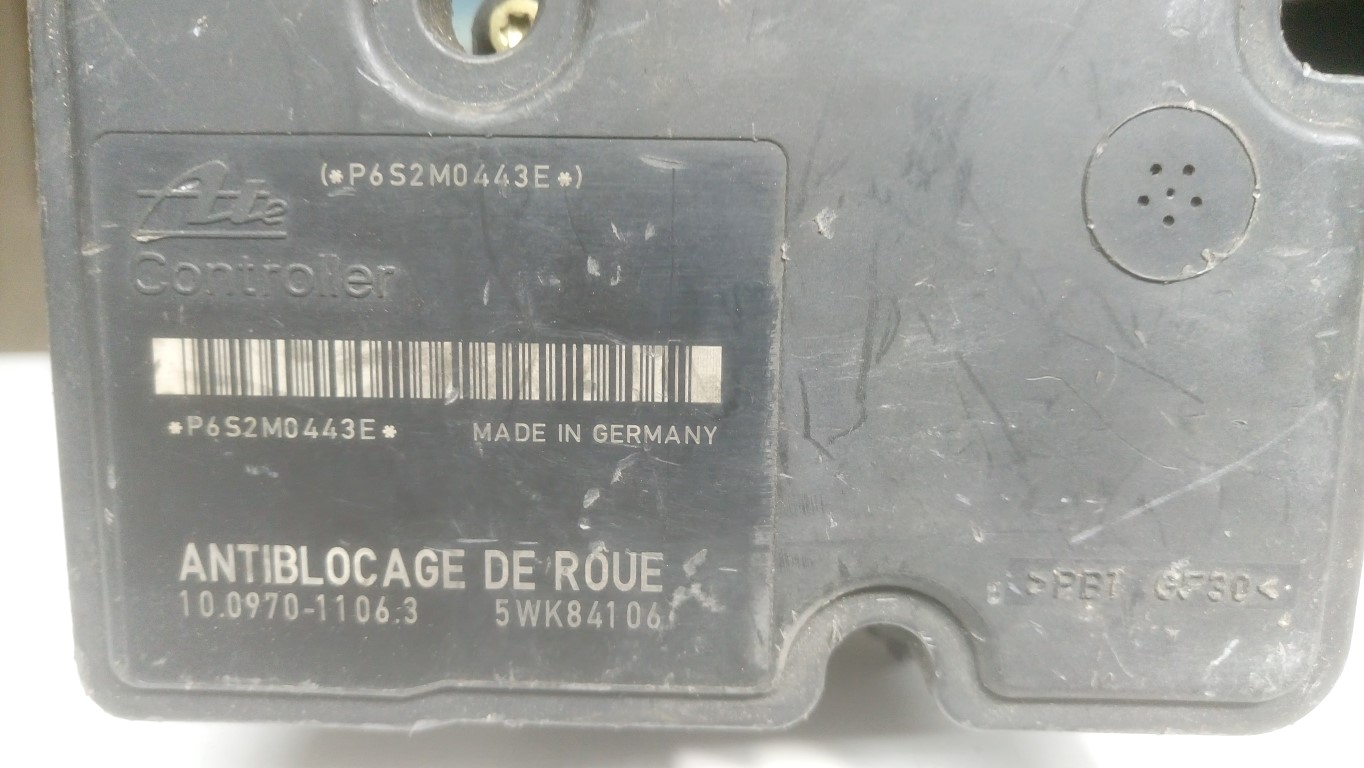 (*P6S2M0443E*)
Ate
Controller
*P6S2M0443E*
MADE IN GERMANY
ANTIBLOCAGE DE ROUE
10.0970-1106.3
5WK84106
>PBT GF30<